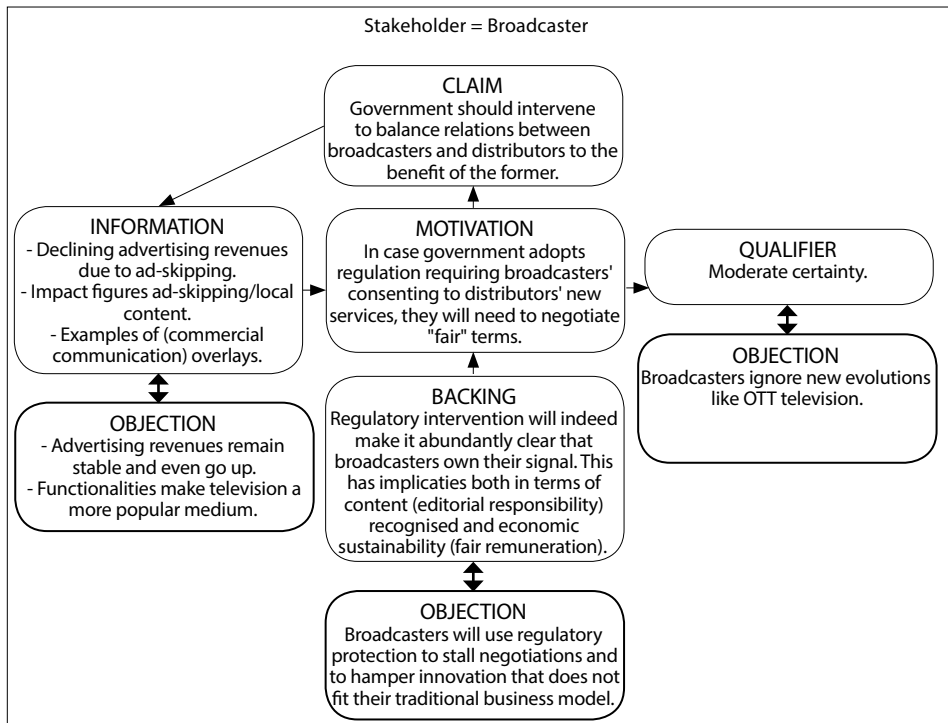 Stakeholder = Broadcaster
CLAIM
Government should intervene
to balance relations between
broadcasters and distributors to the
benefit of the former.
INFORMATION
- Declining advertising revenues
due to ad-skipping.
- Impact figures ad-skipping/local
content.
- Examples of (commercial
communication) overlays.
MOTIVATION
In case government adopts
regulation requiring broadcasters'
consenting to distributors' new
services, they will need to negotiate
"fair" terms.
QUALIFIER
Moderate certainty.
OBJECTION
Broadcasters ignore new evolutions
like OTT television.
OBJECTION
- Advertising revenues remain
stable and even go up.
- Functionalities make television a
more popular medium.
BACKING
Regulatory intervention will indeed
make it abundantly clear that
broadcasters own their signal. This
has implicaties both in terms of
content (editorial responsibility)
recognised and economic
sustainability (fair remuneration).
OBJECTION
Broadcasters will use regulatory
protection to stall negotiations and
to hamper innovation that does not
fit their traditional business model.